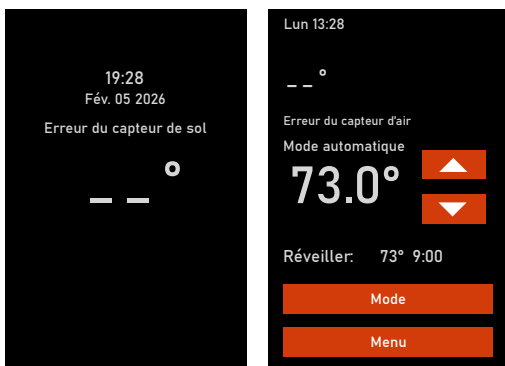 19:28
Fév. 05 2026
Erreur du capteur de sol
_ _ °
Lun 13:28
_ _ °
Erreur du capteur d'air
Mode automatique
73.0°
Réveiller: 73° 9:00
Mode
Menu